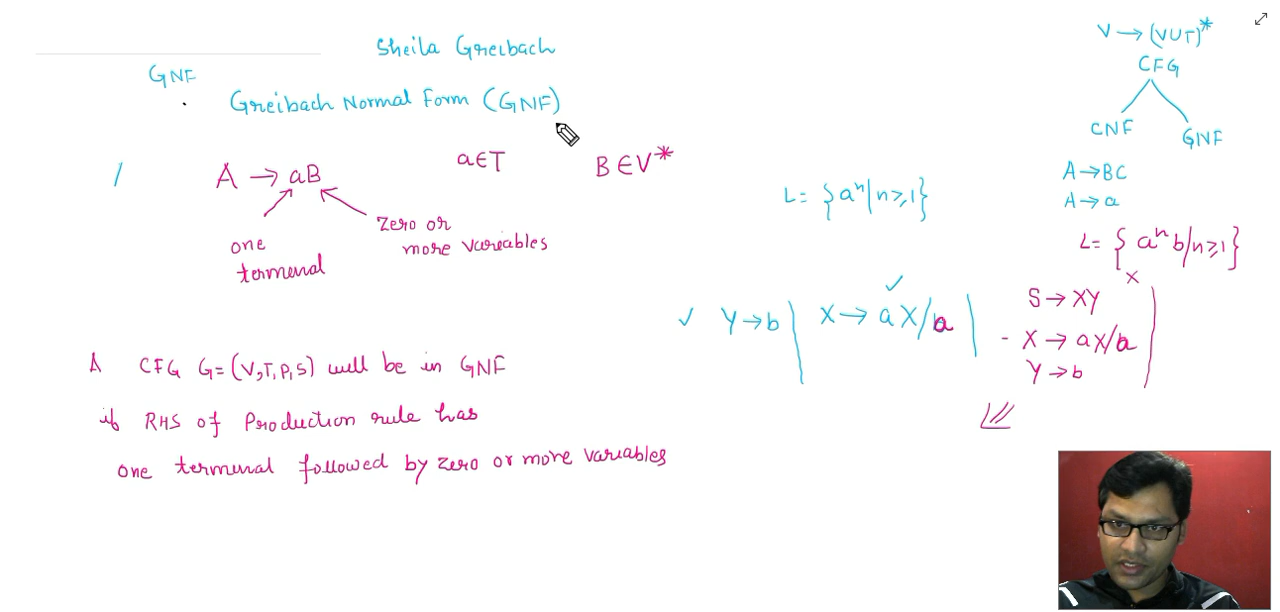 Sheila Greibach
GNF
Greibach Normal Form (GNF)
A → aB
a∈T
B∈V*
one
termenal
Zero or
more variables
A CFG G=(V,T,P,S) will be in GNF
if RHS of Production rule has
one terminal followed by zero or more variables
L= {aⁿ|n≥1}
✓ Y→b
✓
X→ aX/a
V→(VUT)*
CFG
CNF
GNF
A→BC
A→a
L= {aⁿb/n≥1}
x
S→XY
- X→ aX/a
Y→b